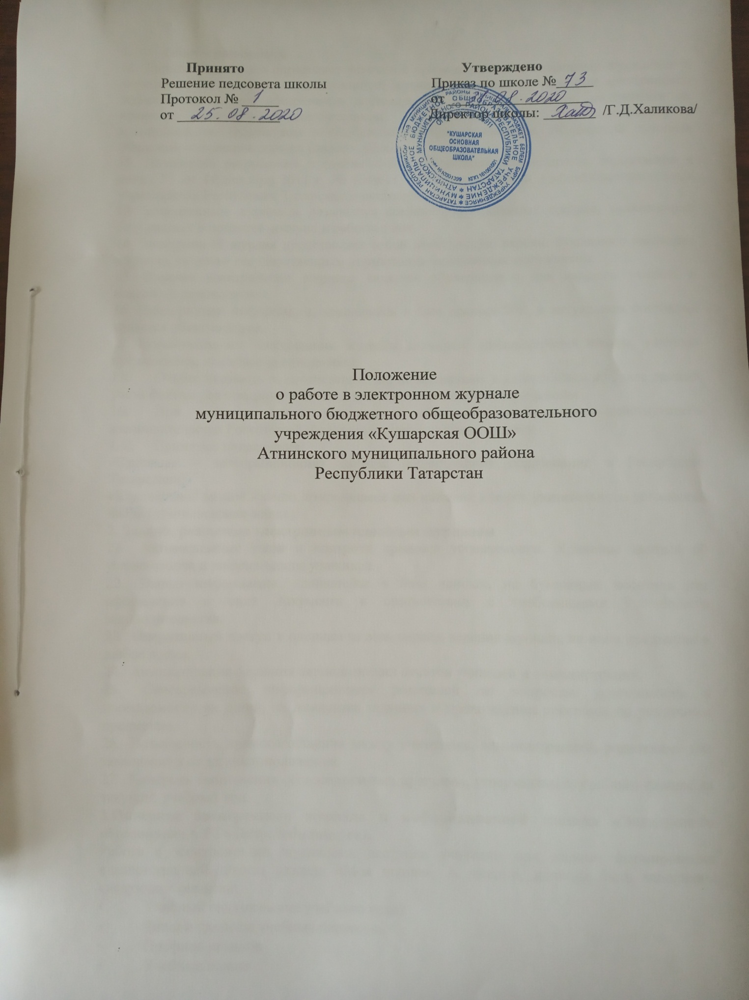 Принято
Решение педсовета школы
Протокол № 1
от 25.08.2020
Утверждено
Приказ по школе № 73
от .08.2020
Директор школы: /Г.Д.Халикова/
"КУШАРСКАЯ
ОСНОВНАЯ
ОБЩЕОБРАЗОВАТЕЛЬНАЯ
ШКОЛА"
КПП 161001001
Положение
о работе в электронном журнале
муниципального бюджетного общеобразовательного
учреждения «Кушарская ООШ»
Атнинского муниципального района
Республики Татарстан